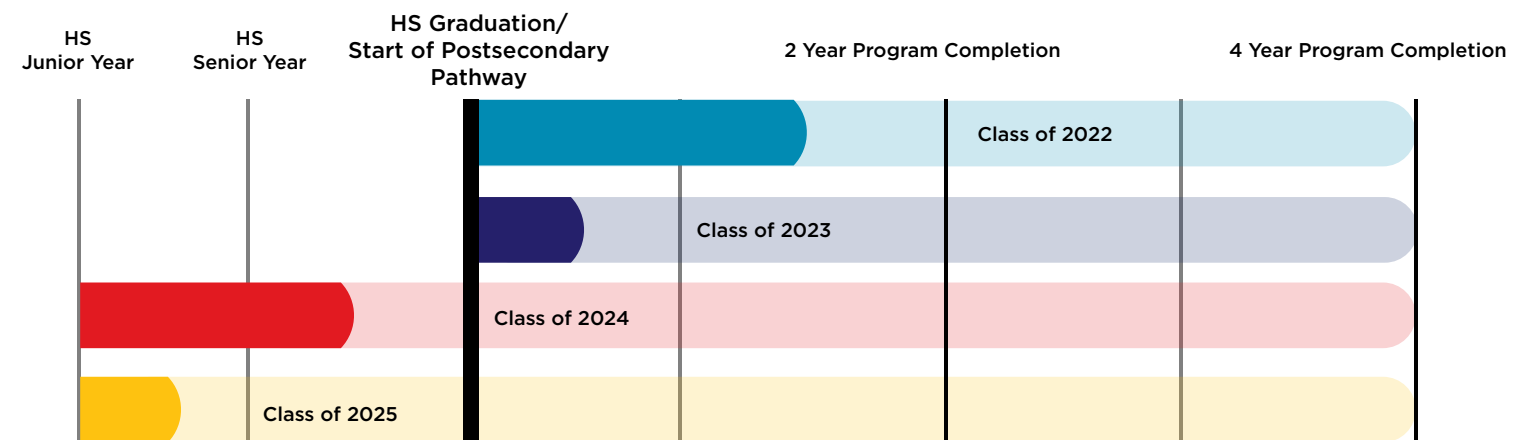 HS
Junior Year
HS
Senior Year
HS Graduation/
Start of Postsecondary
Pathway
2 Year Program Completion
4 Year Program Completion
Class of 2022
Class of 2023
Class of 2024
Class of 2025